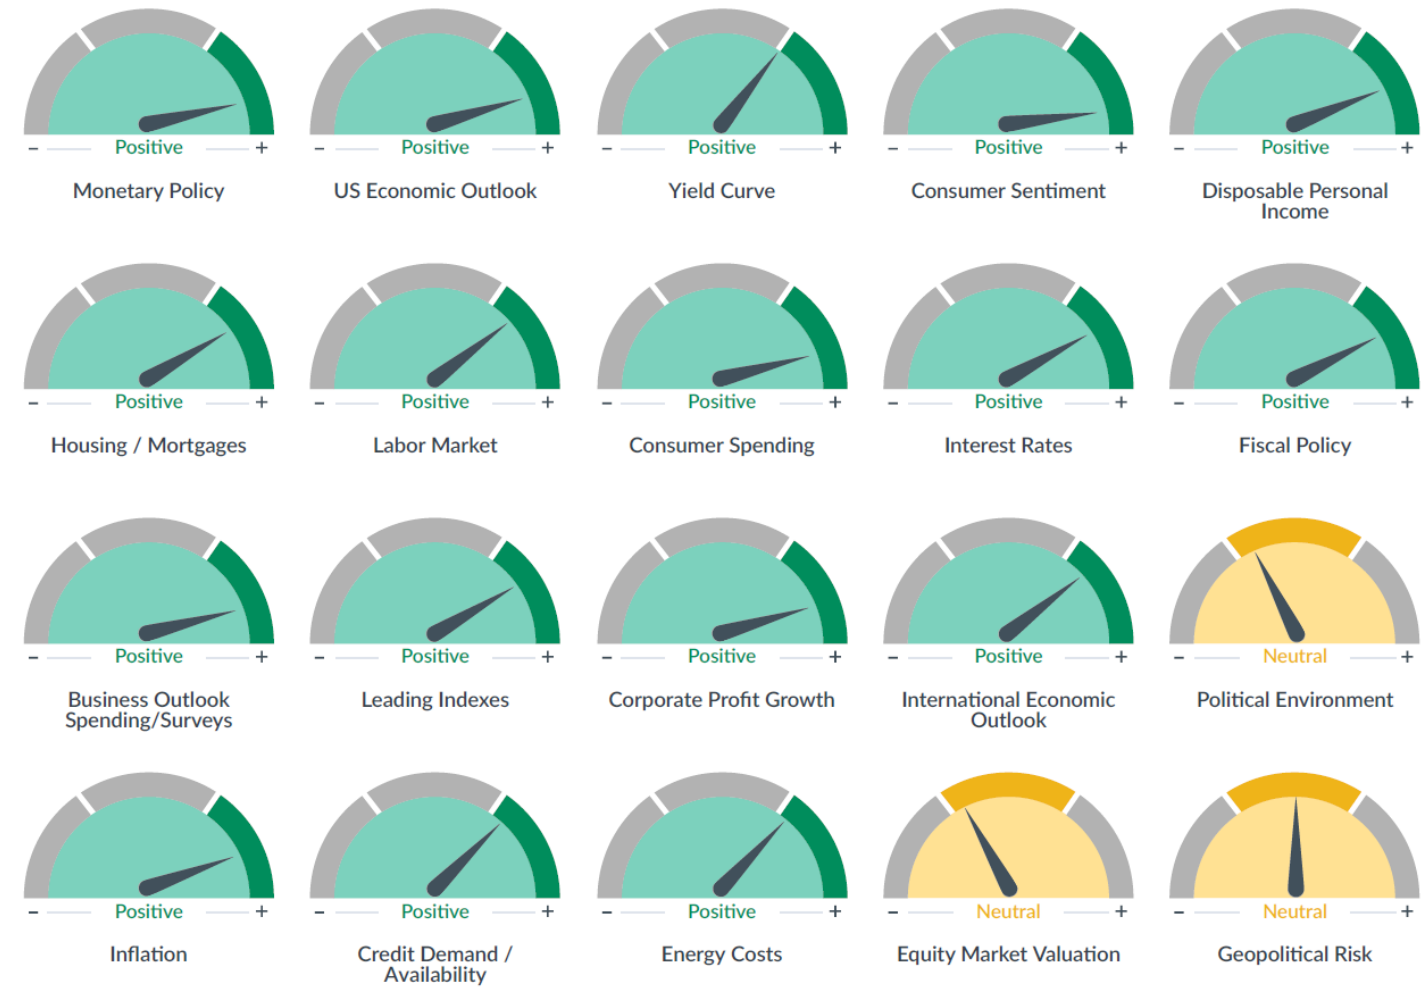 - Positive +
- Positive +
- Positive +
- Positive +
- Positive +
Monetary Policy
US Economic Outlook
Yield Curve
Consumer Sentiment
Disposable Personal
Income
- Positive +
- Positive +
- Positive +
- Positive +
- Positive +
Housing / Mortgages
Labor Market
Consumer Spending
Interest Rates
Fiscal Policy
- Positive +
- Positive +
- Positive +
- Positive +
- Neutral +
Business Outlook
Spending/Surveys
Leading Indexes
Corporate Profit Growth
International Economic
Outlook
Political Environment
- Positive +
- Positive +
- Positive +
- Neutral +
- Neutral +
Inflation
Credit Demand /
Availability
Energy Costs
Equity Market Valuation
Geopolitical Risk